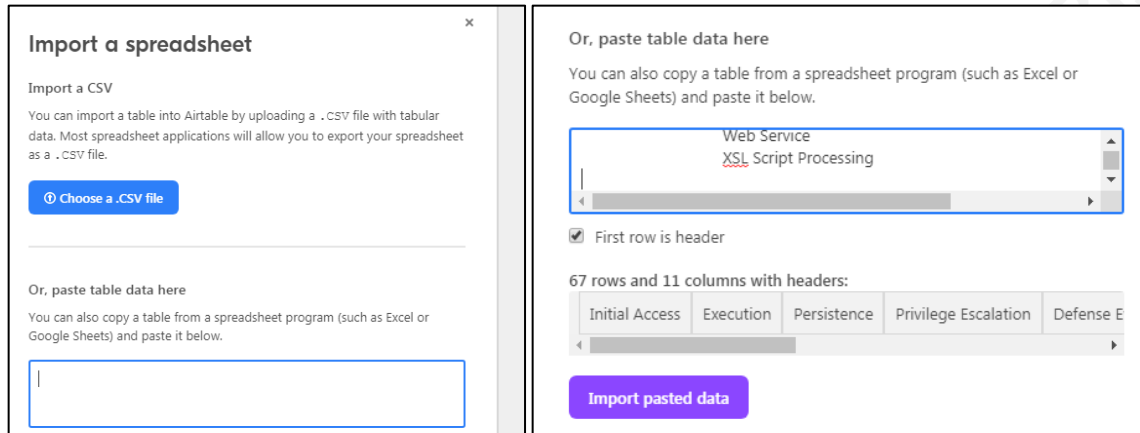 ×
Import a spreadsheet
Import a CSV
You can import a table into Airtable by uploading a .CSV file with tabular
data. Most spreadsheet applications will allow you to export your spreadsheet
as a .CSV file.
Choose a .CSV file
Or, paste table data here
You can also copy a table from a spreadsheet program (such as Excel or
Google Sheets) and paste it below.
Or, paste table data here
You can also copy a table from a spreadsheet program (such as Excel or
Google Sheets) and paste it below.
Web Service
XSL Script Processing
First row is header
67 rows and 11 columns with headers:
Initial Access Execution Persistence Privilege Escalation Defense E
Import pasted data